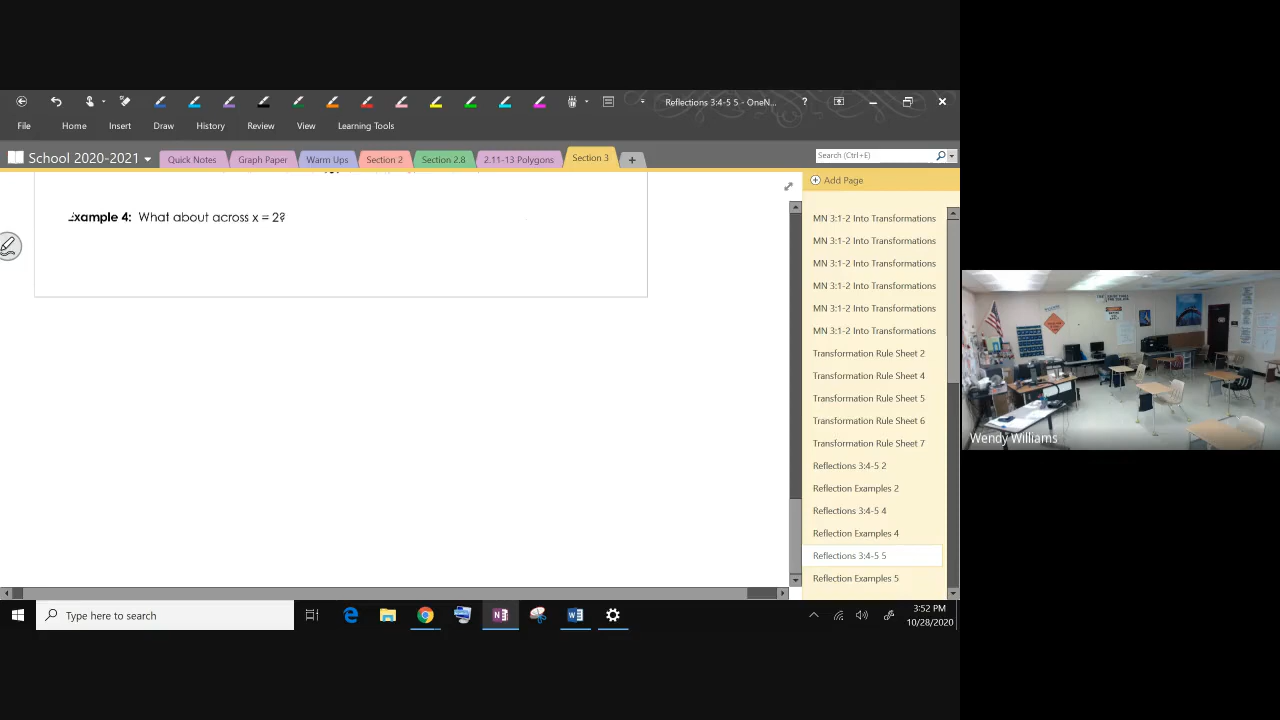 Reflections 3:4-5 5 - OneN...
?
File
Home
Insert
Draw
History
Review
View
Learning Tools
School 2020-2021
Quick Notes
Graph Paper
Warm Ups
Section 2
Section 2.8
2.11-13 Polygons
Section 3
Search (Ctrl+E)
Add Page
Example 4: What about across x = 2?
MN 3:1-2 Into Transformations
MN 3:1-2 Into Transformations
MN 3:1-2 Into Transformations
MN 3:1-2 Into Transformations
MN 3:1-2 Into Transformations
MN 3:1-2 Into Transformations
Transformation Rule Sheet 2
Transformation Rule Sheet 4
Transformation Rule Sheet 5
Transformation Rule Sheet 6
Transformation Rule Sheet 7
Reflections 3:4-5 2
Reflection Examples 2
Reflections 3:4-5 4
Reflection Examples 4
Reflections 3:4-5 5
Reflection Examples 5
Wendy Williams
Type here to search
3:52 PM
10/28/2020